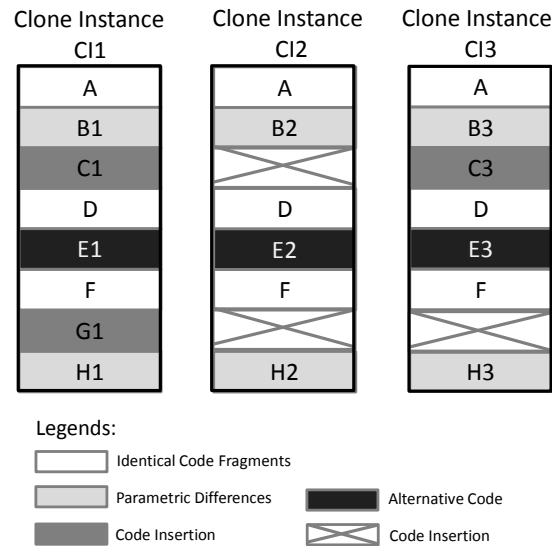 Clone Instance Clone Instance Clone Instance
CI1 CI2 CI3
A A A
B1 B2 B3
C1 C3
D D D
E1 E2 E3
F F F
G1
H1 H2 H3
Legends:
Identical Code Fragments
Parametric Differences Alternative Code
Code Insertion Code Insertion